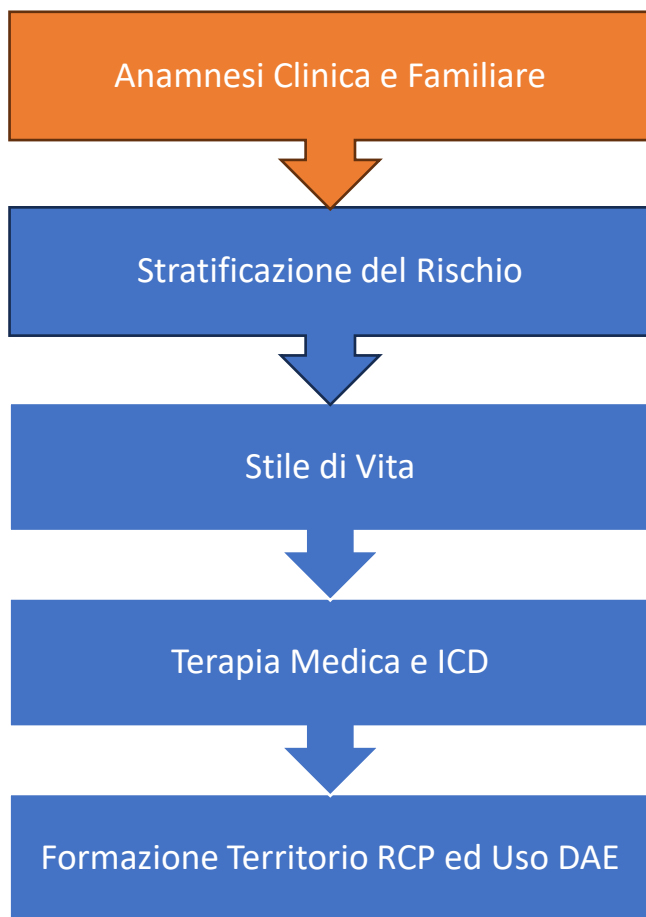 Anamnesi Clinica e Familiare
Stratificazione del Rischio
Stile di Vita
Terapia Medica e ICD
Formazione Territorio RCP ed Uso DAE